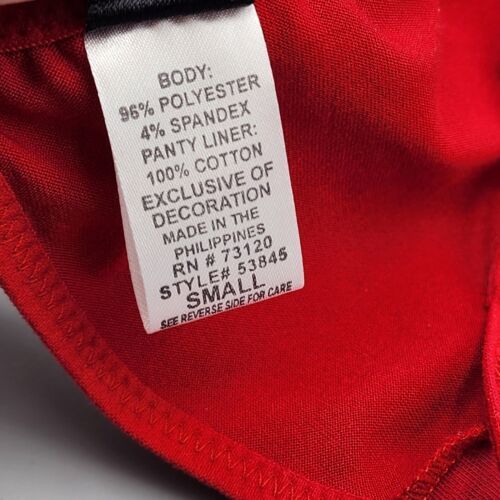 BODY:
96% POLYESTER
4% SPANDEX
PANTY LINER:
100% COTTON
EXCLUSIVE OF
DECORATION
MADE IN THE
PHILIPPINES
RN # 73120
STYLE# 53845
SMALL
SEE REVERSE SIDE FOR CARE